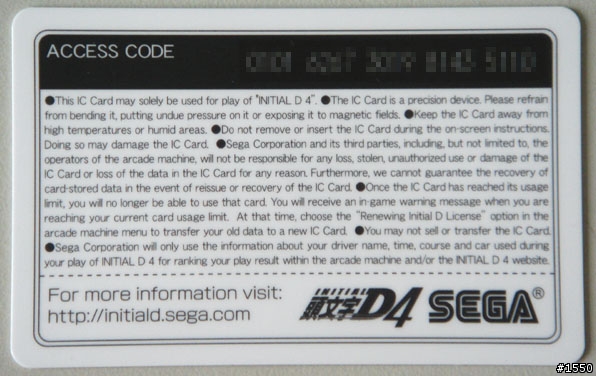 ACCESS CODE
●This IC Card may solely be used for play of "INITIAL D 4". ●The IC Card is a precision device. Please refrain
from bending it, putting undue pressure on it or exposing it to magnetic fields. ●Keep the IC Card away from
high temperatures or humid areas. ●Do not remove or insert the IC Card during the on-screen instructions.
Doing so may damage the IC Card. ●Sega Corporation and its third parties, including, but not limited to, the
operators of the arcade machine, will not be responsible for any loss, stolen, unauthorized use or damage of the
IC Card or loss of the data in the IC Card for any reason. Furthermore, we cannot guarantee the recovery of
card-stored data in the event of reissue or recovery of the IC Card. ●Once the IC Card has reached its usage
limit, you will no longer be able to use that card. You will receive an in-game warning message when you are
reaching your current card usage limit. At that time, choose the "Renewing Initial D License" option in the
arcade machine menu to transfer your old data to a new IC Card. ●You may not sell or transfer the IC Card.
●Sega Corporation will only use the information about your driver name, time, course and car used during
your play of INITIAL D 4 for ranking your play result within the arcade machine and/or the INITIAL D 4 website.
For more information visit:
http://initiald.sega.com
INITIAL
頭文字D4 SEGA®
#1550